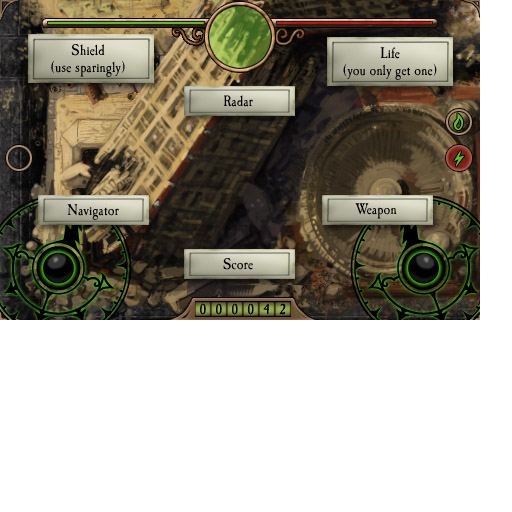 Shield
(use sparingly)
Life
(you only get one)
Radar
Navigator
Weapon
Score
000042